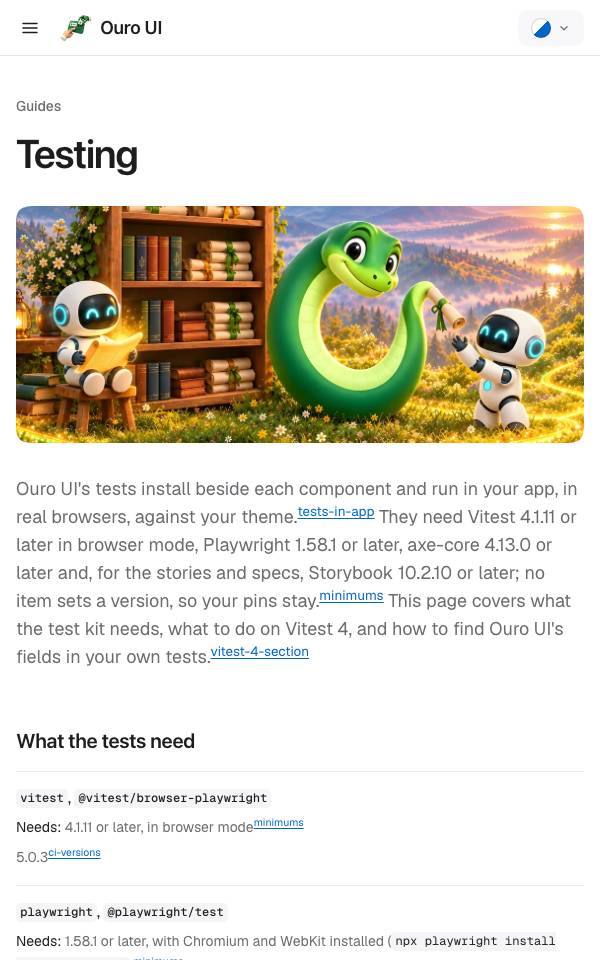 Ouro UI
Guides
Testing
Ouro UI's tests install beside each component and run in your app, in
real browsers, against your theme.tests-in-app They need Vitest 4.1.11 or
later in browser mode, Playwright 1.58.1 or later, axe-core 4.13.0 or
later and, for the stories and specs, Storybook 10.2.10 or later; no
item sets a version, so your pins stay.minimums This page covers what
the test kit needs, what to do on Vitest 4, and how to find Ouro UI's
fields in your own tests.vitest-4-section
What the tests need
vitest, @vitest/browser-playwright
Needs: 4.1.11 or later, in browser modeminimums
5.0.3ci-versions
playwright, @playwright/test
Needs: 1.58.1 or later, with Chromium and WebKit installed (npx playwright install